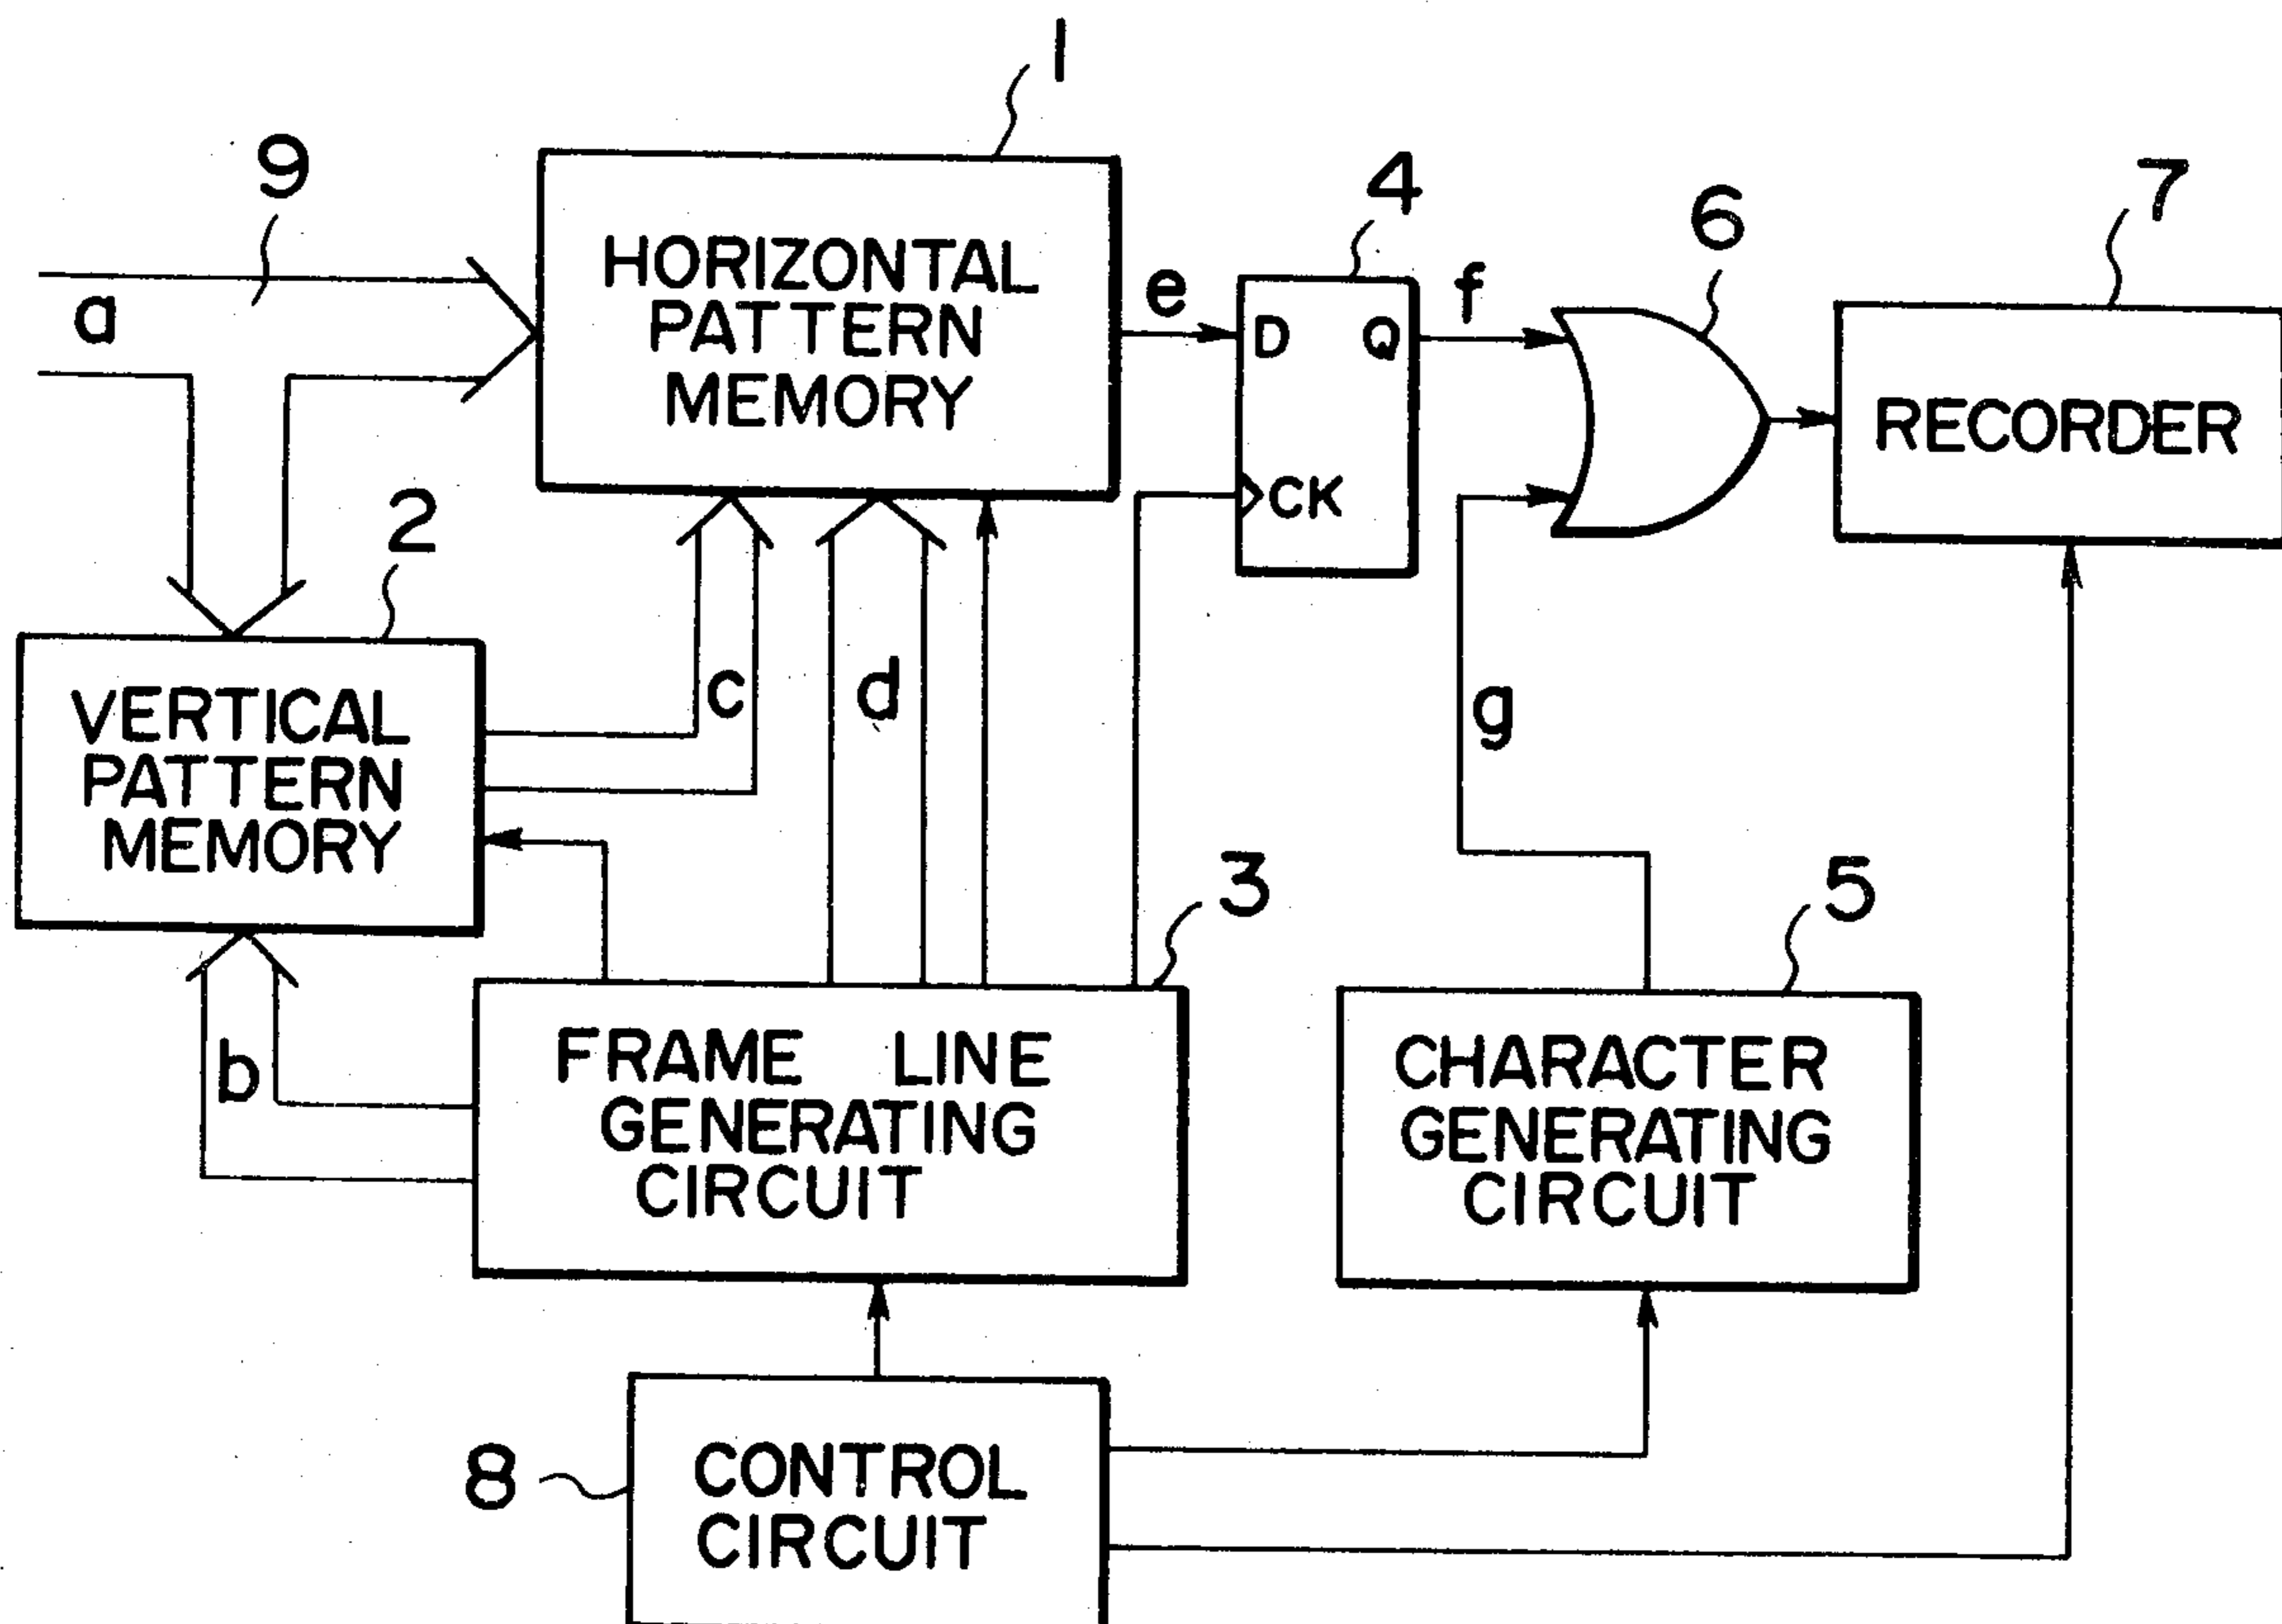 1
9
4
6
7
a
HORIZONTAL
PATTERN
MEMORY
e
D
Q
CK
f
RECORDER
2
VERTICAL
PATTERN
MEMORY
c
d
g
3
5
b
FRAME LINE
GENERATING
CIRCUIT
CHARACTER
GENERATING
CIRCUIT
8
CONTROL
CIRCUIT